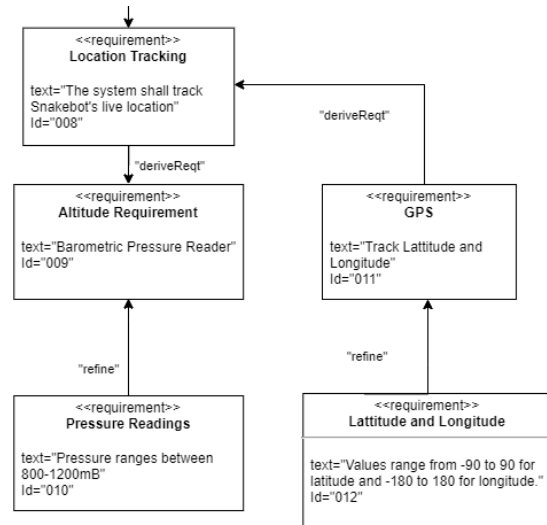 <<requirement>>
Location Tracking
text="The system shall track
Snakebot's live location"
Id="008"
"deriveReqt"
"deriveReqt"
<<requirement>>
Altitude Requirement
text="Barometric Pressure Reader"
Id="009"
<<requirement>>
GPS
text="Track Lattitude and
Longitude"
Id="011"
"refine"
"refine"
<<requirement>>
Pressure Readings
text="Pressure ranges between
800-1200mB"
Id="010"
<<requirement>>
Lattitude and Longitude
text="Values range from -90 to 90 for
latitude and -180 to 180 for longitude."
Id="012"